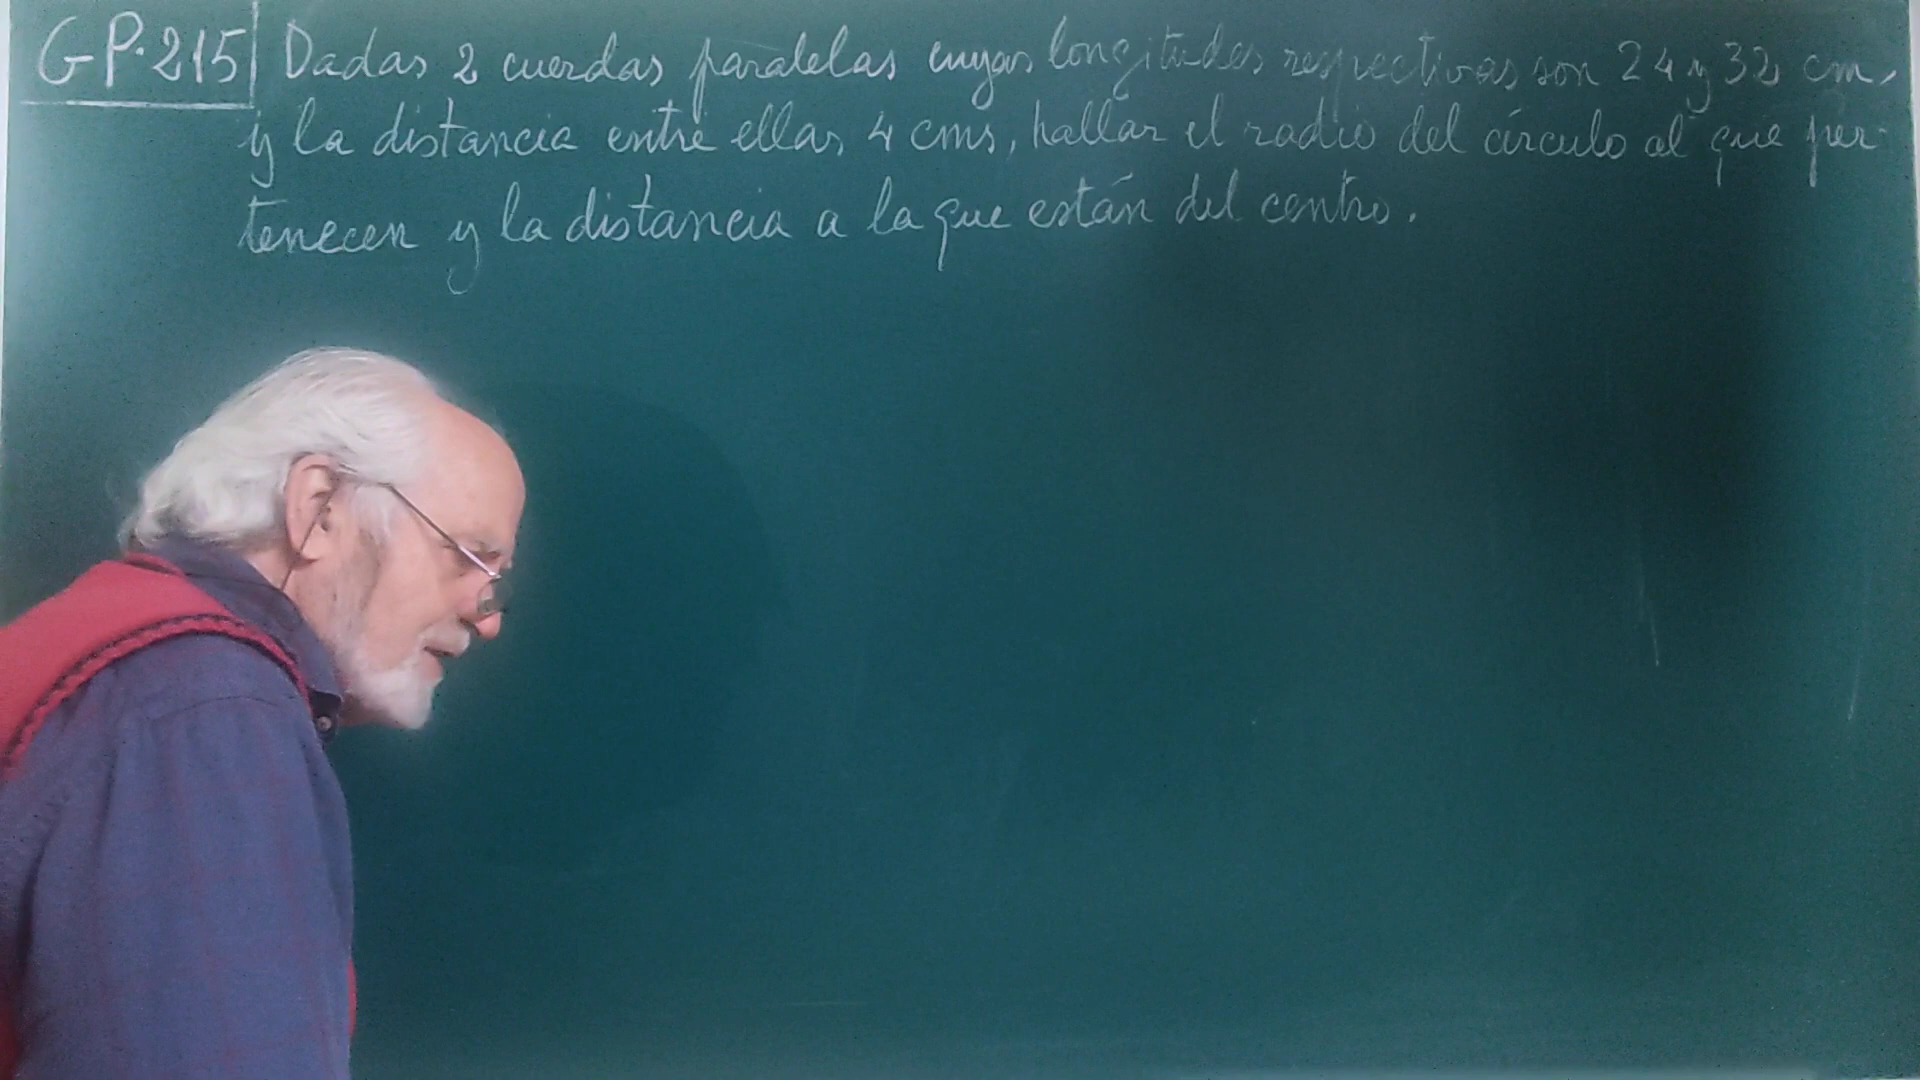 GP.215 Dadas 2 cuerdas paralelas cuyas longitudes respectivas son 24 y 32 cm,
y la distancia entre ellas 4 cms, hallar el radio del círculo al que per-
tenecen y la distancia a la que están del centro.